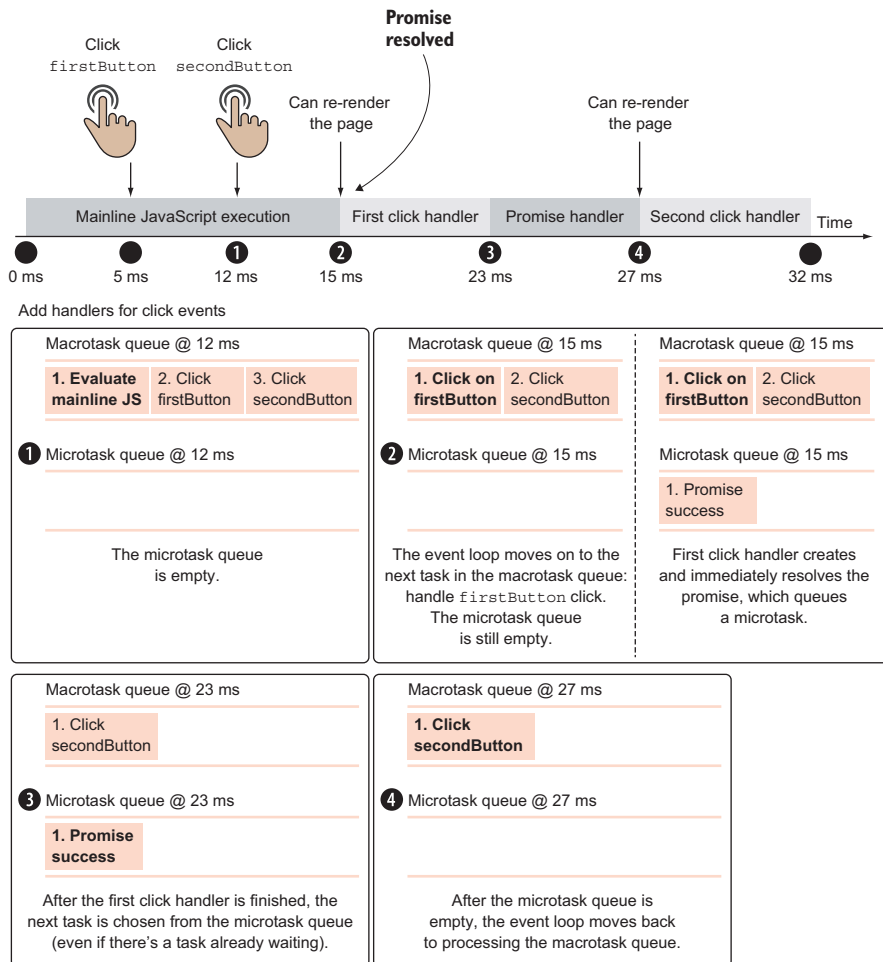 Promise
resolved
Click
firstButton
Click
secondButton
Can re-render
the page
Can re-render
the page
Mainline JavaScript execution
First click handler
Promise handler
Second click handler
Time
1
2
3
4
0 ms
5 ms
12 ms
15 ms
23 ms
27 ms
32 ms
Add handlers for click events
Macrotask queue @ 12 ms
1. Evaluate
mainline JS
2. Click
firstButton
3. Click
secondButton
1
Microtask queue @ 12 ms
The microtask queue
is empty.
Macrotask queue @ 15 ms
1. Click on
firstButton
2. Click
secondButton
2
Microtask queue @ 15 ms
The event loop moves on to the
next task in the macrotask queue:
handle firstButton click.
The microtask queue
is still empty.
Macrotask queue @ 15 ms
1. Click on
firstButton
2. Click
secondButton
Microtask queue @ 15 ms
1. Promise
success
First click handler creates
and immediately resolves the
promise, which queues
a microtask.
Macrotask queue @ 23 ms
1. Click
secondButton
3
Microtask queue @ 23 ms
1. Promise
success
After the first click handler is finished, the
next task is chosen from the microtask queue
(even if there's a task already waiting).
Macrotask queue @ 27 ms
1. Click
secondButton
4
Microtask queue @ 27 ms
After the microtask queue is
empty, the event loop moves back
to processing the macrotask queue.